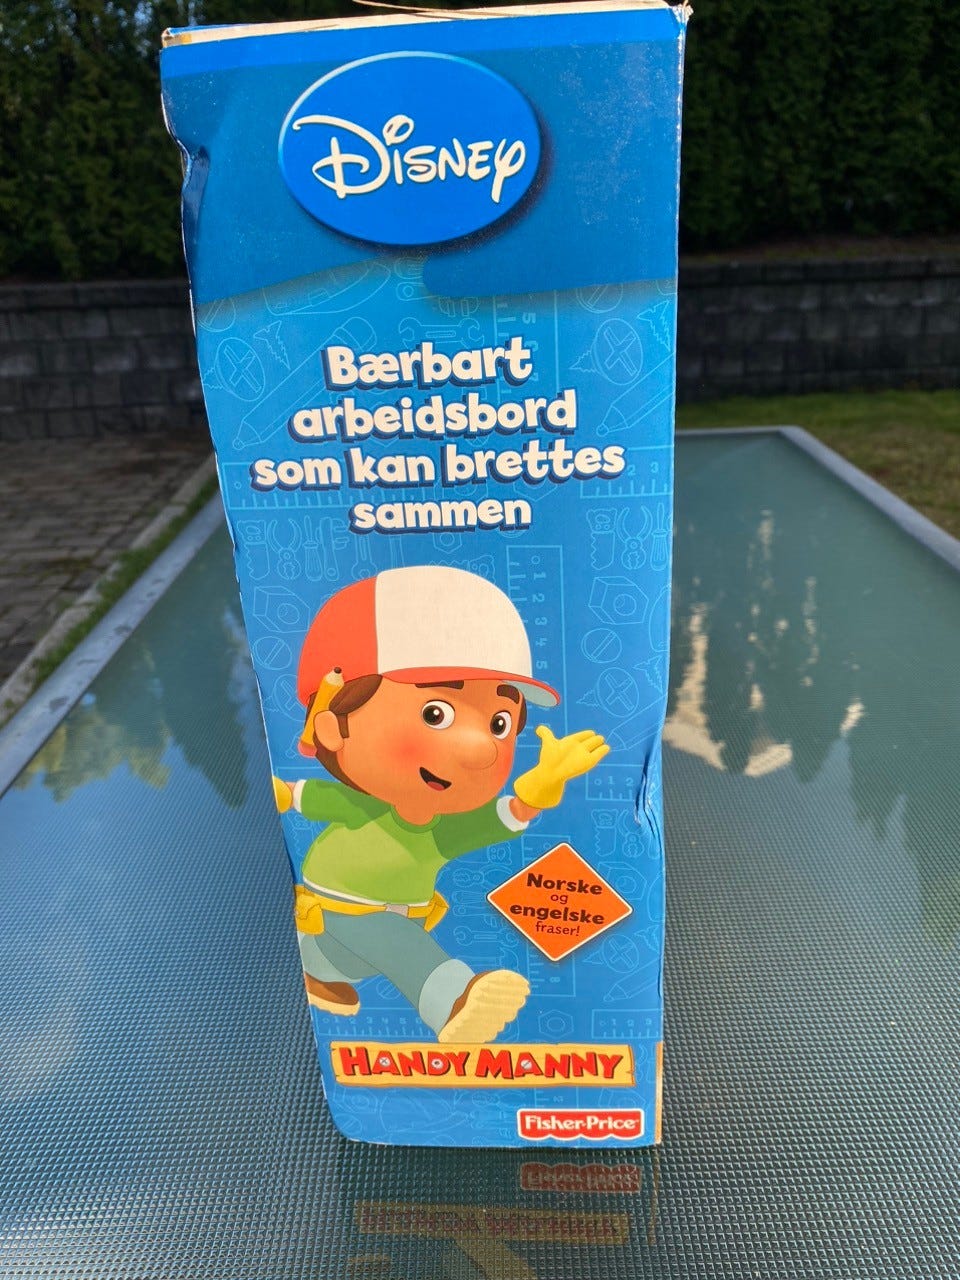 Disney
Bærbart
arbeidsbord
som kan brettes
sammen
Norske
og
engelske
fraser!
HANDY MANNY
Fisher-Price